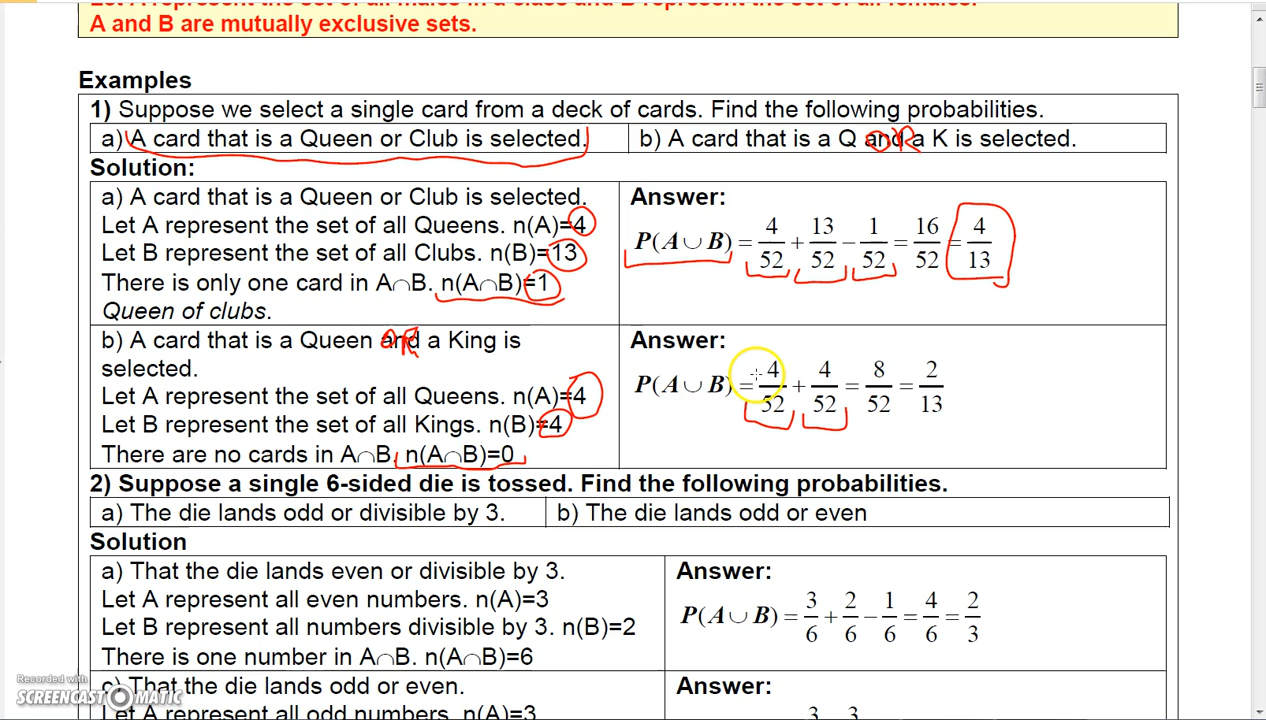 A and B are mutually exclusive sets.
Examples
1) Suppose we select a single card from a deck of cards. Find the following probabilities.
a) A card that is a Queen or Club is selected.
b) A card that is a Q and OR a K is selected.
Solution:
a) A card that is a Queen or Club is selected.
Let A represent the set of all Queens. n(A)=4
Let B represent the set of all Clubs. n(B)=13
There is only one card in A∩B. n(A∩B)=1
Queen of clubs.
Answer:
P(A ∪ B) = 4/52 + 13/52 − 1/52 = 16/52 = 4/13
b) A card that is a Queen and OR a King is
selected.
Let A represent the set of all Queens. n(A)=4
Let B represent the set of all Kings. n(B)=4
There are no cards in A∩B. n(A∩B)=0
Answer:
P(A ∪ B) = 4/52 + 4/52 = 8/52 = 2/13
2) Suppose a single 6-sided die is tossed. Find the following probabilities.
a) The die lands odd or divisible by 3.
b) The die lands odd or even
Solution
a) That the die lands even or divisible by 3.
Let A represent all even numbers. n(A)=3
Let B represent all numbers divisible by 3. n(B)=2
There is one number in A∩B. n(A∩B)=6
Answer:
P(A ∪ B) = 3/6 + 2/6 − 1/6 = 4/6 = 2/3
c) That the die lands odd or even.
Let A represent all odd numbers. n(A)=3
Answer:
3 3
Recorded with
SCREENCAST-O-MATIC